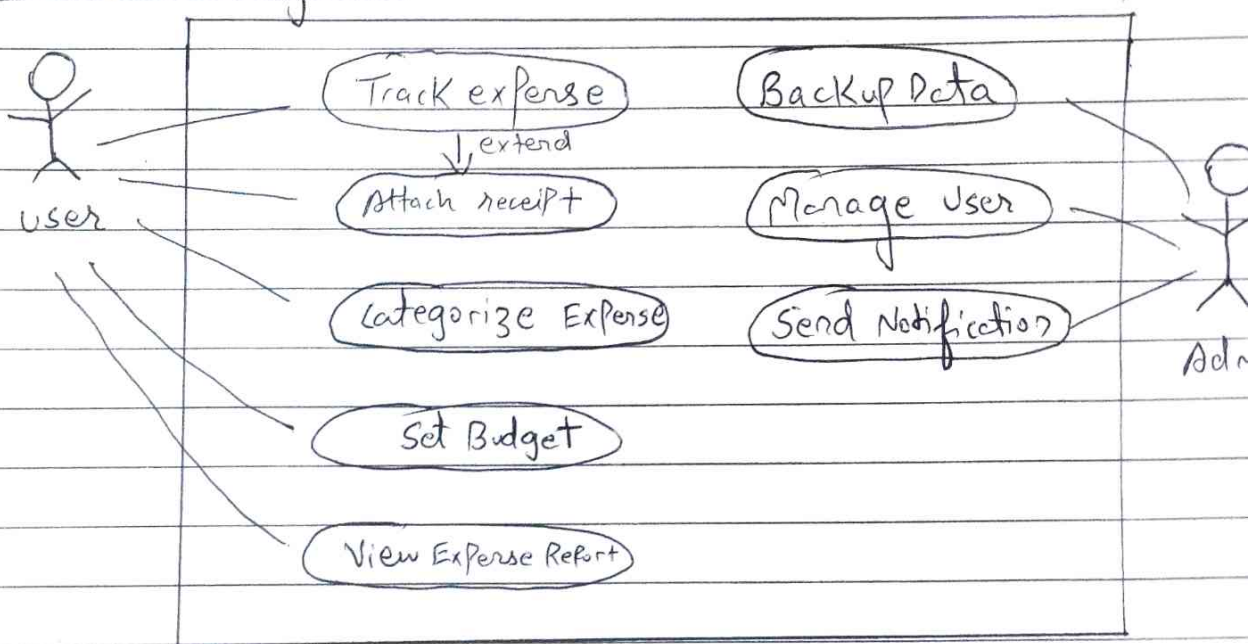 Track expense
Backup Data
extend
Attach receipt
Manage User
user
Categorize Expense
Send Notification
Set Budget
View Expense Report